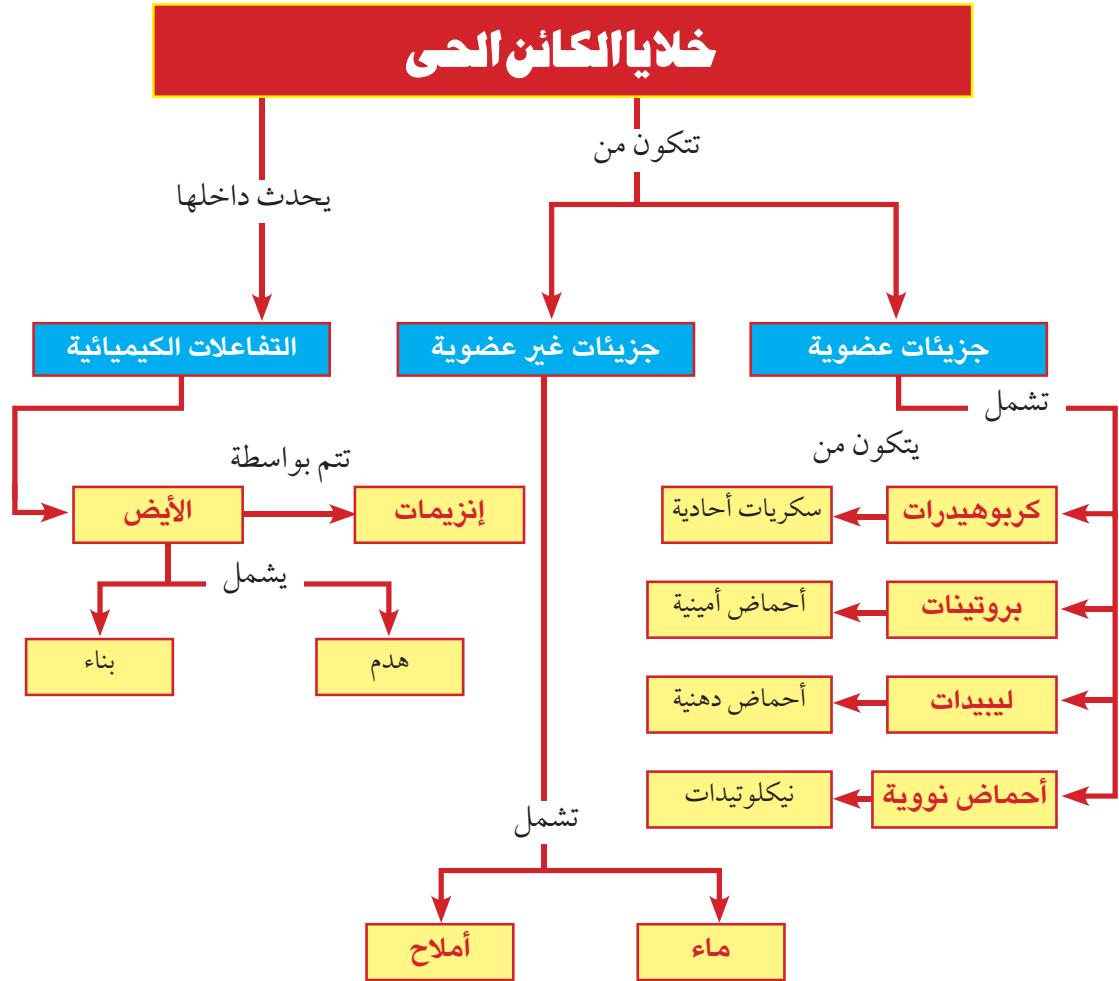 خلايا الكائن الحى
تتكون من
يحدث داخلها
جزيئات عضوية
جزيئات غير عضوية
التفاعلات الكيميائية
تشمل
يتكون من
تتم بواسطة
كربوهيدرات
سكريات أحادية
إنزيمات
الأيض
يشمل
بروتينات
أحماض أمينية
هدم
بناء
ليبيدات
أحماض دهنية
أحماض نووية
نيكلوتيدات
تشمل
ماء
أملاح